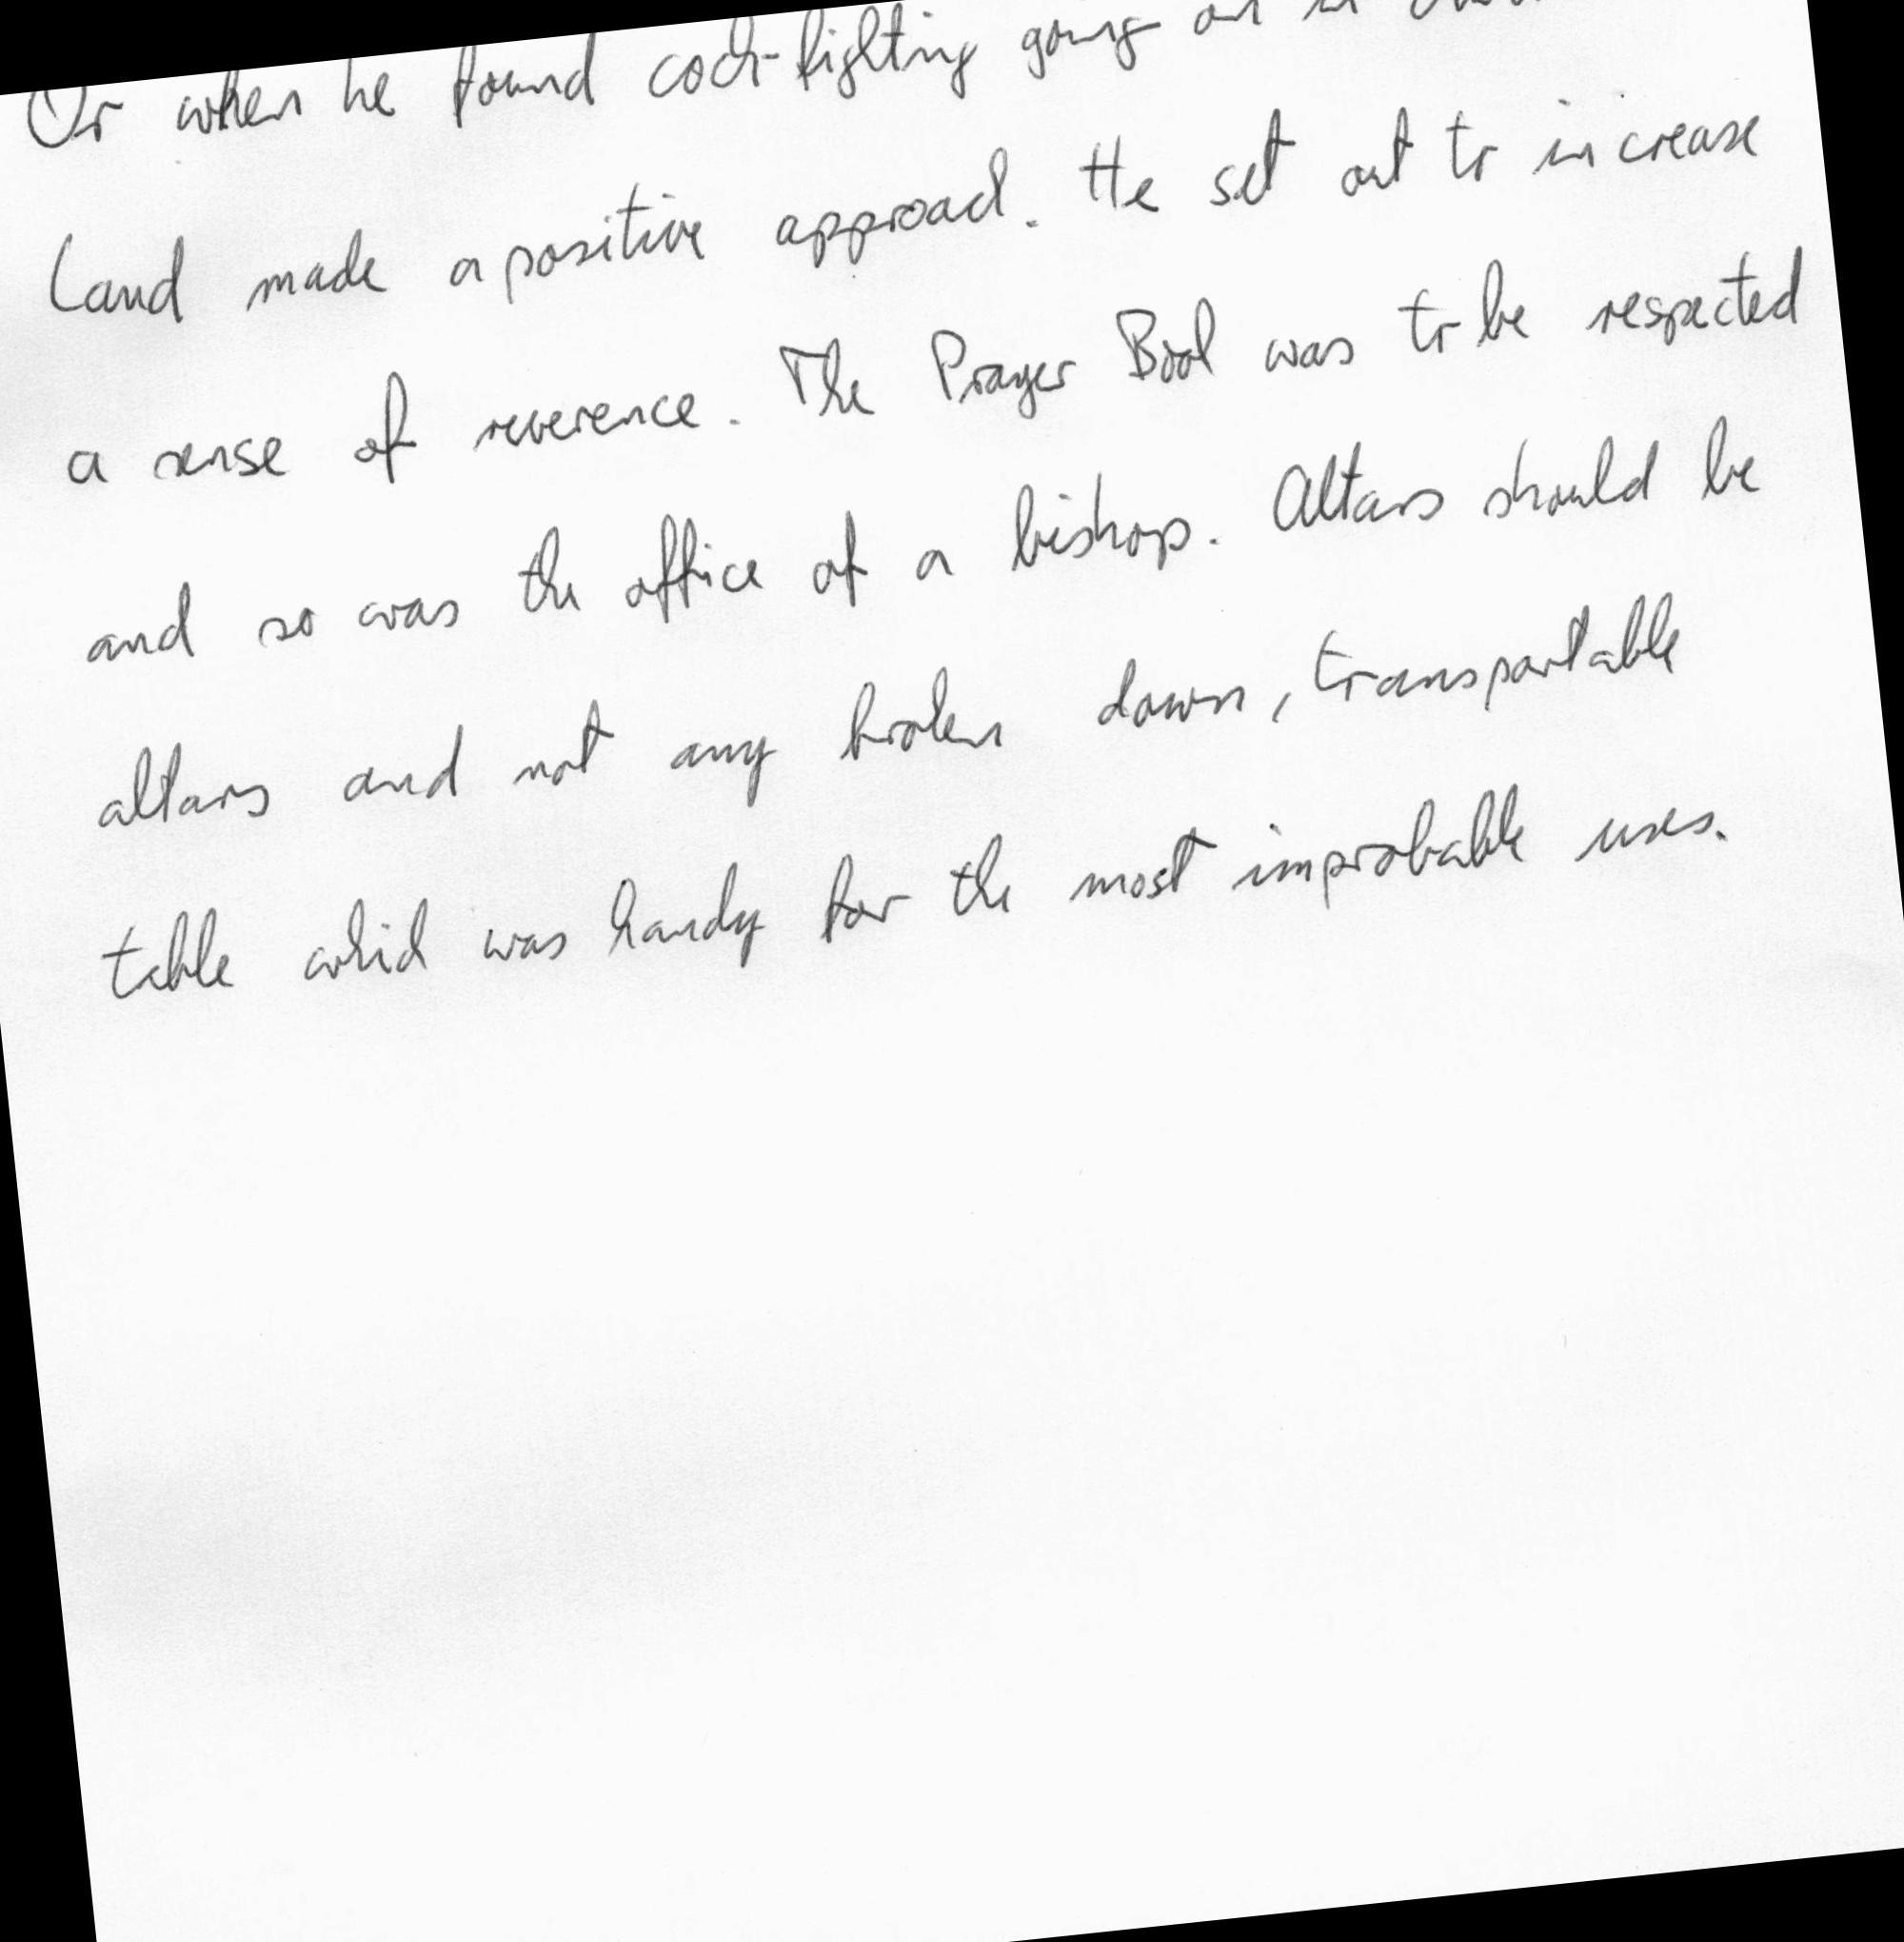 Or when he found cock-fighting going on in
Laud made a positive approach. He set out to increase
a sense of reverence. The Prayer Book was to be respected
and so was the office of a bishop. Altars should be
altars and not any broken down, transportable
table which was handy for the most improbable uses.